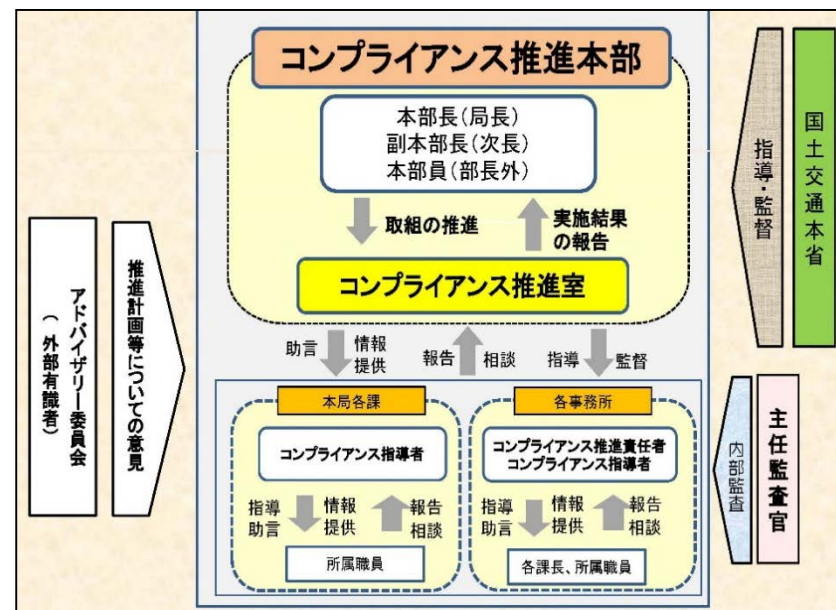 コンプライアンス推進本部
本部長(局長)
副本部長(次長)
本部員(部長外)
取組の推進
実施結果
の報告
コンプライアンス推進室
助言
情報
提供
報告
相談
指導
監督
本局各課
コンプライアンス指導者
指導
助言
情報
提供
報告
相談
所属職員
各事務所
コンプライアンス推進責任者
コンプライアンス指導者
指導
助言
情報
提供
報告
相談
各課長、所属職員
アドバイザリー委員会
(外部有識者)
推進計画等についての意見
国土交通本省
指導・監督
主任監査官
内部監査